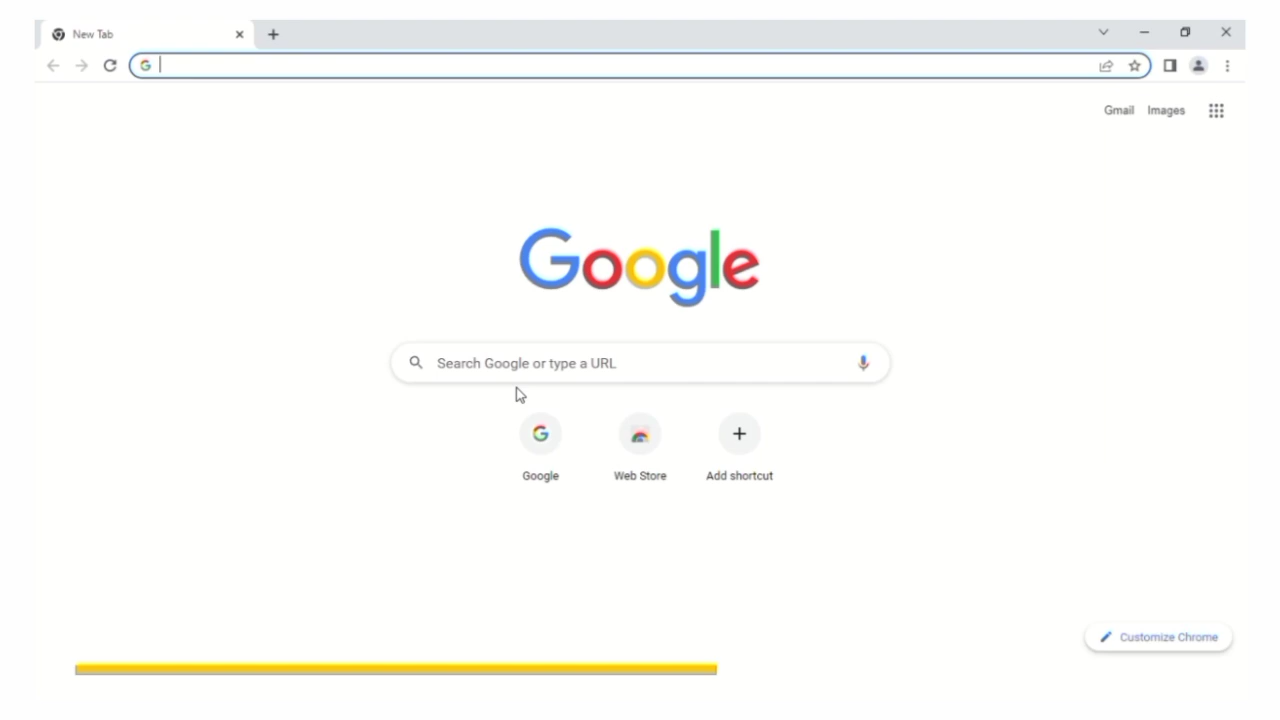 New Tab
Gmail Images
Google
Search Google or type a URL
Google Web Store Add shortcut
Customize Chrome